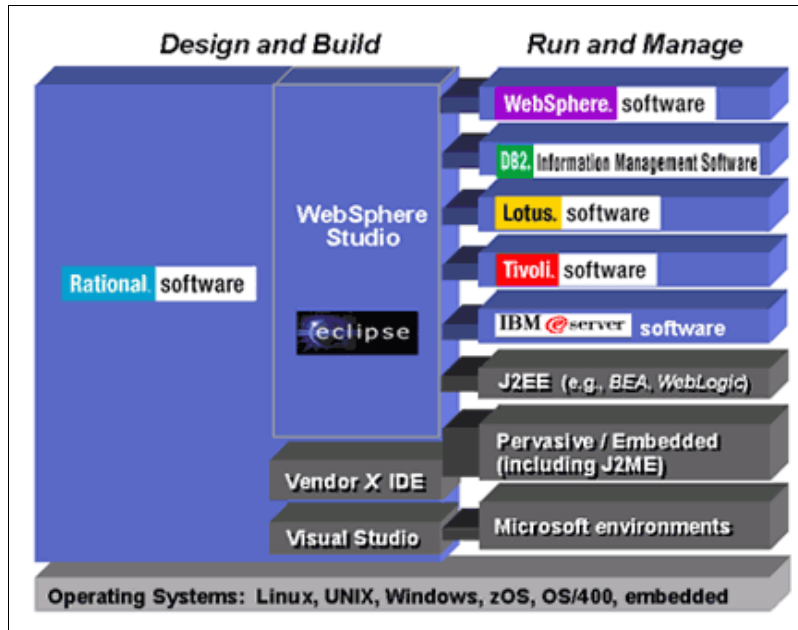 Design and Build
Run and Manage
Rational. software
WebSphere
Studio
eclipse
Vendor X IDE
Visual Studio
WebSphere. software
DB2. Information Management Software
Lotus. software
Tivoli. software
IBM e server software
J2EE (e.g., BEA, WebLogic)
Pervasive / Embedded
(including J2ME)
Microsoft environments
Operating Systems: Linux, UNIX, Windows, zOS, OS/400, embedded